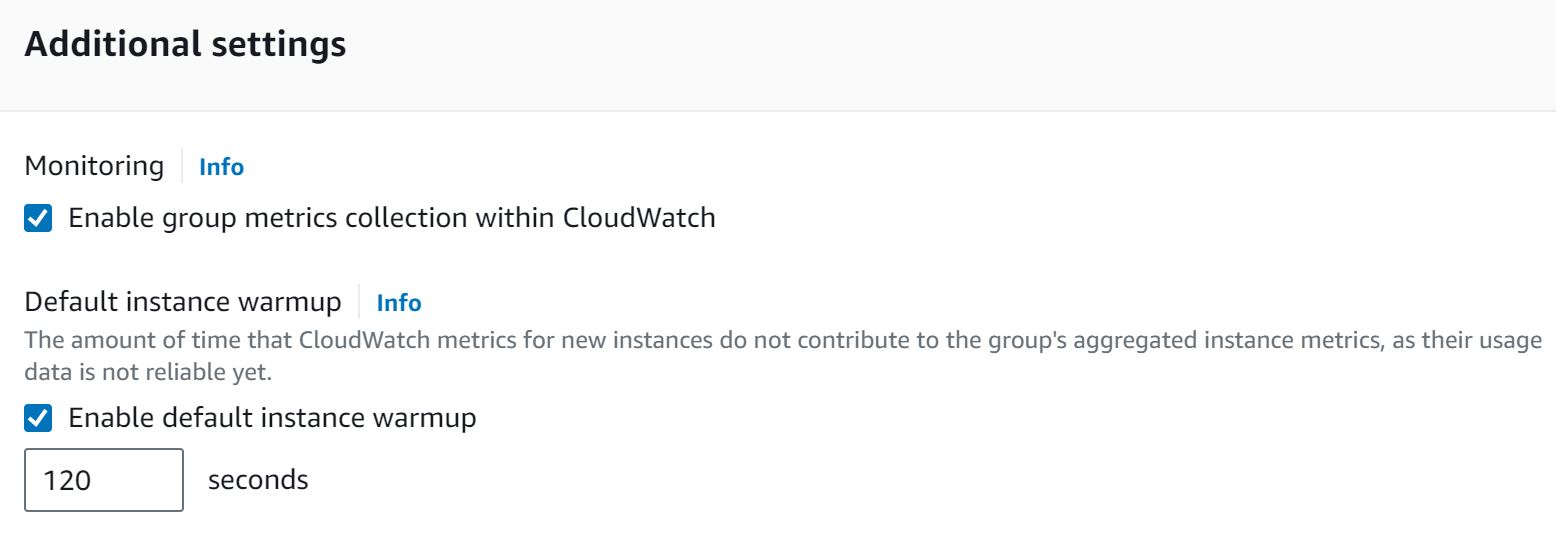 Additional settings
Monitoring Info
Enable group metrics collection within CloudWatch
Default instance warmup Info
The amount of time that CloudWatch metrics for new instances do not contribute to the group's aggregated instance metrics, as their usage
data is not reliable yet.
Enable default instance warmup
120 seconds